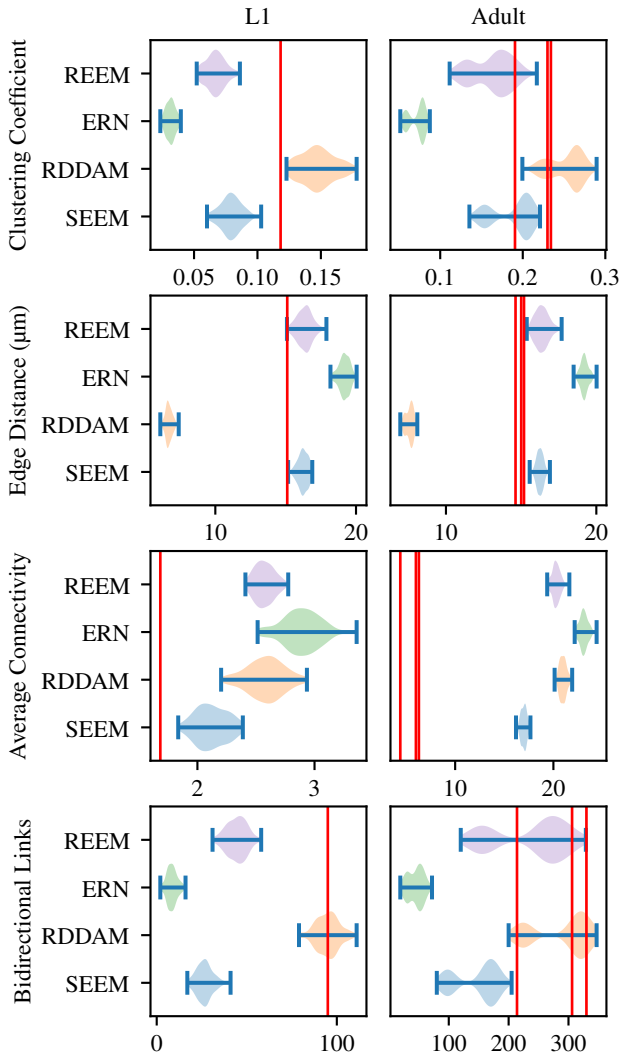 L1 Adult
Clustering Coefficient
REEM
ERN
RDDAM
SEEM
0.05 0.10 0.15 0.1 0.2 0.3
Edge Distance (μm)
REEM
ERN
RDDAM
SEEM
10 20 10 20
Average Connectivity
REEM
ERN
RDDAM
SEEM
2 3 10 20
Bidirectional Links
REEM
ERN
RDDAM
SEEM
0 100 100 200 300